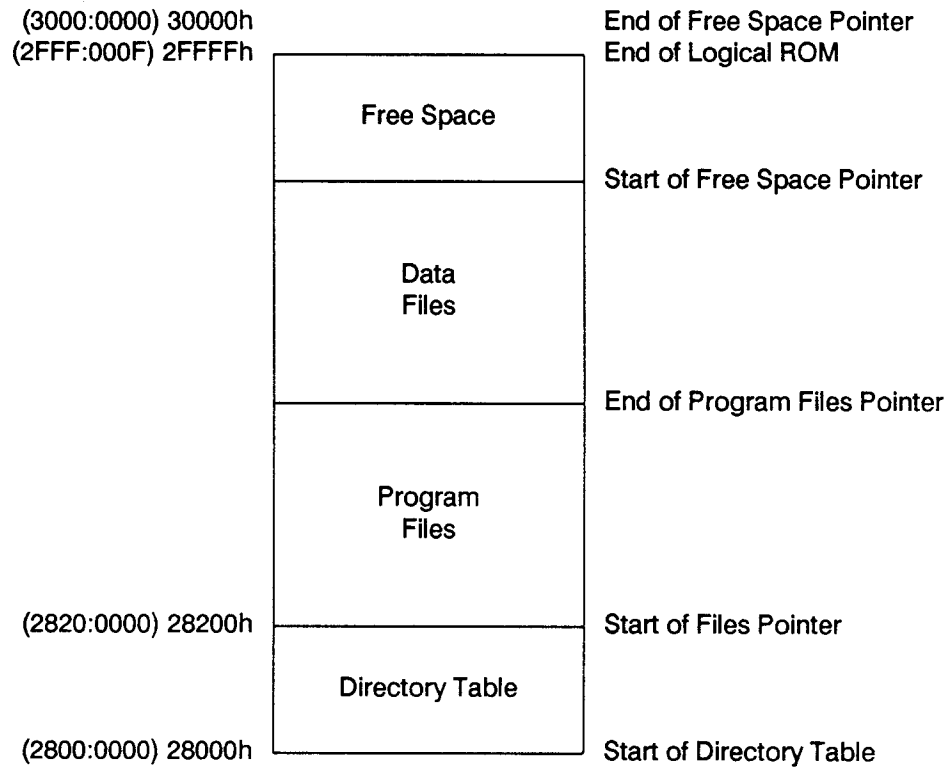 (3000:0000) 30000h End of Free Space Pointer
(2FFF:000F) 2FFFFh End of Logical ROM
Free Space
Start of Free Space Pointer
Data
Files
End of Program Files Pointer
Program
Files
(2820:0000) 28200h Start of Files Pointer
Directory Table
(2800:0000) 28000h Start of Directory Table